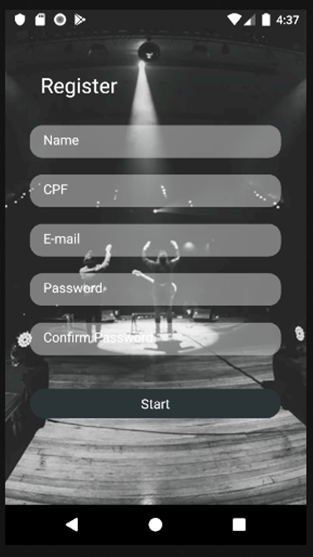 4:37
Register
Name
CPF
E-mail
Password
Confirm Password
Start